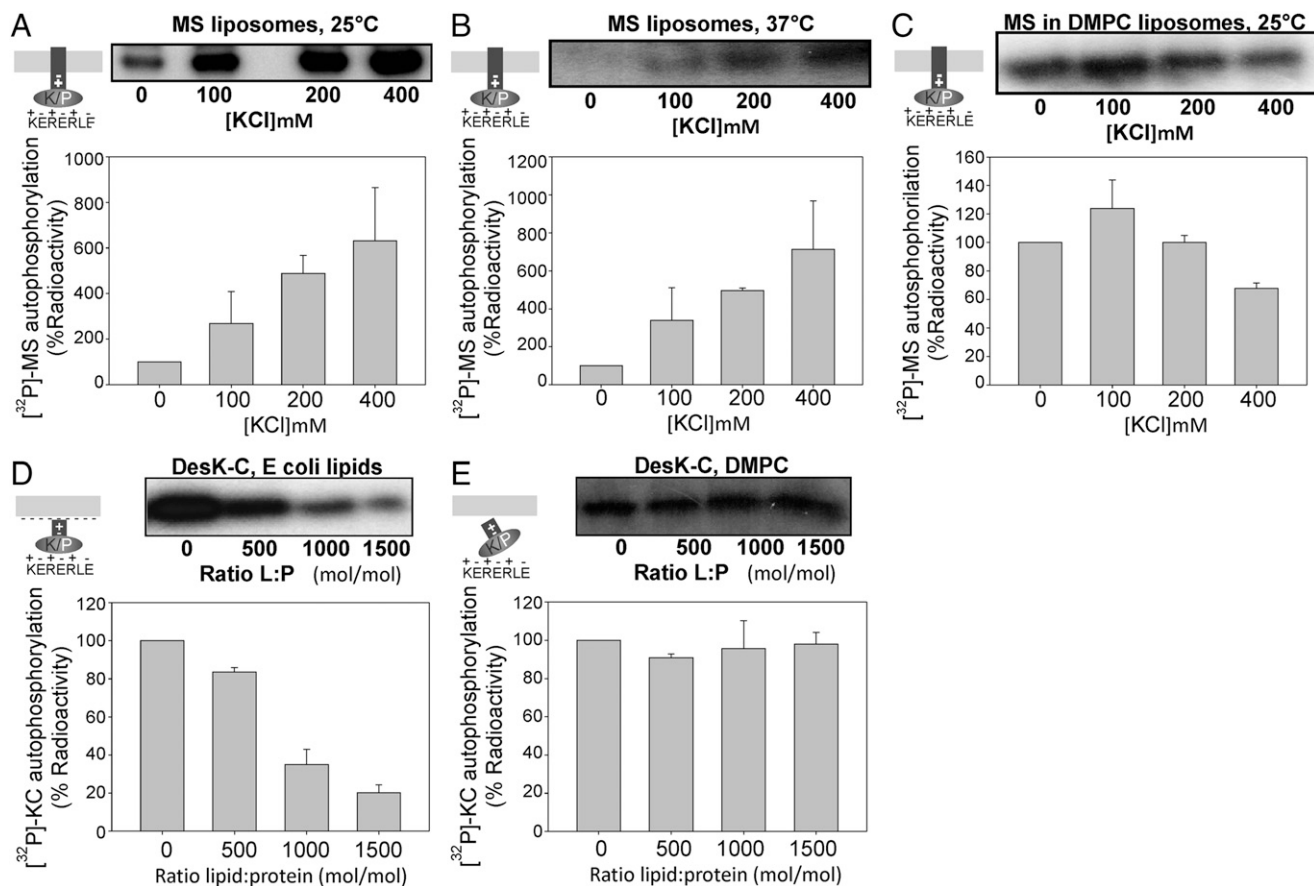 A
MS liposomes, 25°C
K/P
+ - + - + -
KERERLE
0 100 200 400
[KCl]mM
[³²P]-MS autophosphorylation
(%Radioactivity)
1000
800
600
400
200
0
0 100 200 400
[KCl]mM
B
MS liposomes, 37°C
K/P
+ - + - + -
KERERLE
0 100 200 400
[KCl]mM
[³²P]-MS autophosphorylation
(%Radioactivity)
1200
1000
800
600
400
200
0
0 100 200 400
[KCl]mM
C
MS in DMPC liposomes, 25°C
K/P
+ - + - + -
KERERLE
0 100 200 400
[KCl]mM
[³²P]-MS autosphophorilation
(%Radioactivity)
160
140
120
100
80
60
40
20
0
0 100 200 400
[KCl]mM
D
DesK-C, E coli lipids
K/P
+ - + - + -
KERERLE
0 500 1000 1500
Ratio L:P (mol/mol)
[³²P]-KC autophosphorylation
(% Radioactivity)
120
100
80
60
40
20
0
0 500 1000 1500
Ratio lipid:protein (mol/mol)
E
DesK-C, DMPC
K/P
+ - + - + -
KERERLE
0 500 1000 1500
Ratio L:P (mol/mol)
[³²P]-KC autophosphorylation
(% Radioactivity)
120
100
80
60
40
20
0
0 500 1000 1500
Ratio lipid:protein (mol/mol)